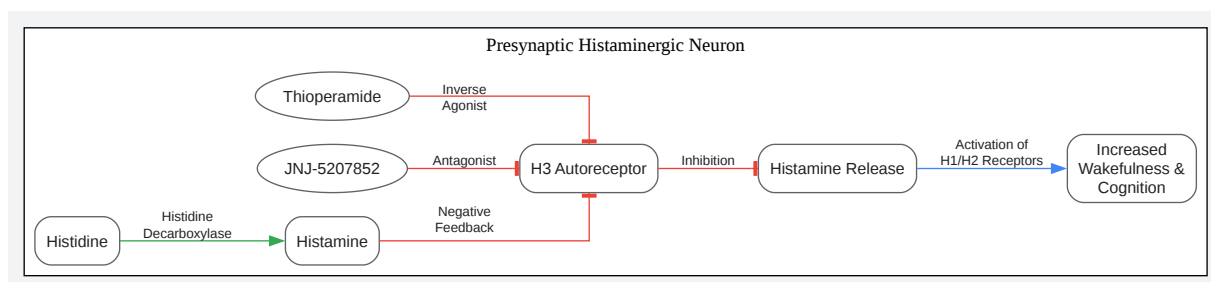 Presynaptic Histaminergic Neuron
Thioperamide
Inverse
Agonist
JNJ-5207852
Antagonist
H3 Autoreceptor
Inhibition
Histamine Release
Activation of
H1/H2 Receptors
Increased
Wakefulness &
Cognition
Histidine
Histidine
Decarboxylase
Histamine
Negative
Feedback